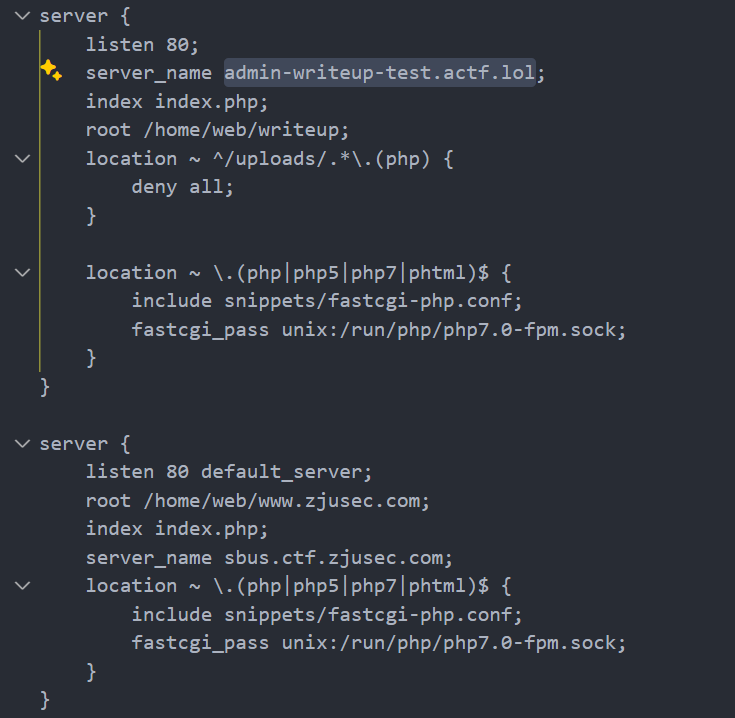 server {
    listen 80;
    server_name admin-writeup-test.actf.lol;
    index index.php;
    root /home/web/writeup;
    location ~ ^/uploads/.*\.(php) {
        deny all;
    }

    location ~ \.(php|php5|php7|phtml)$ {
        include snippets/fastcgi-php.conf;
        fastcgi_pass unix:/run/php/php7.0-fpm.sock;
    }
}

server {
    listen 80 default_server;
    root /home/web/www.zjusec.com;
    index index.php;
    server_name sbus.ctf.zjusec.com;
    location ~ \.(php|php5|php7|phtml)$ {
        include snippets/fastcgi-php.conf;
        fastcgi_pass unix:/run/php/php7.0-fpm.sock;
    }
}